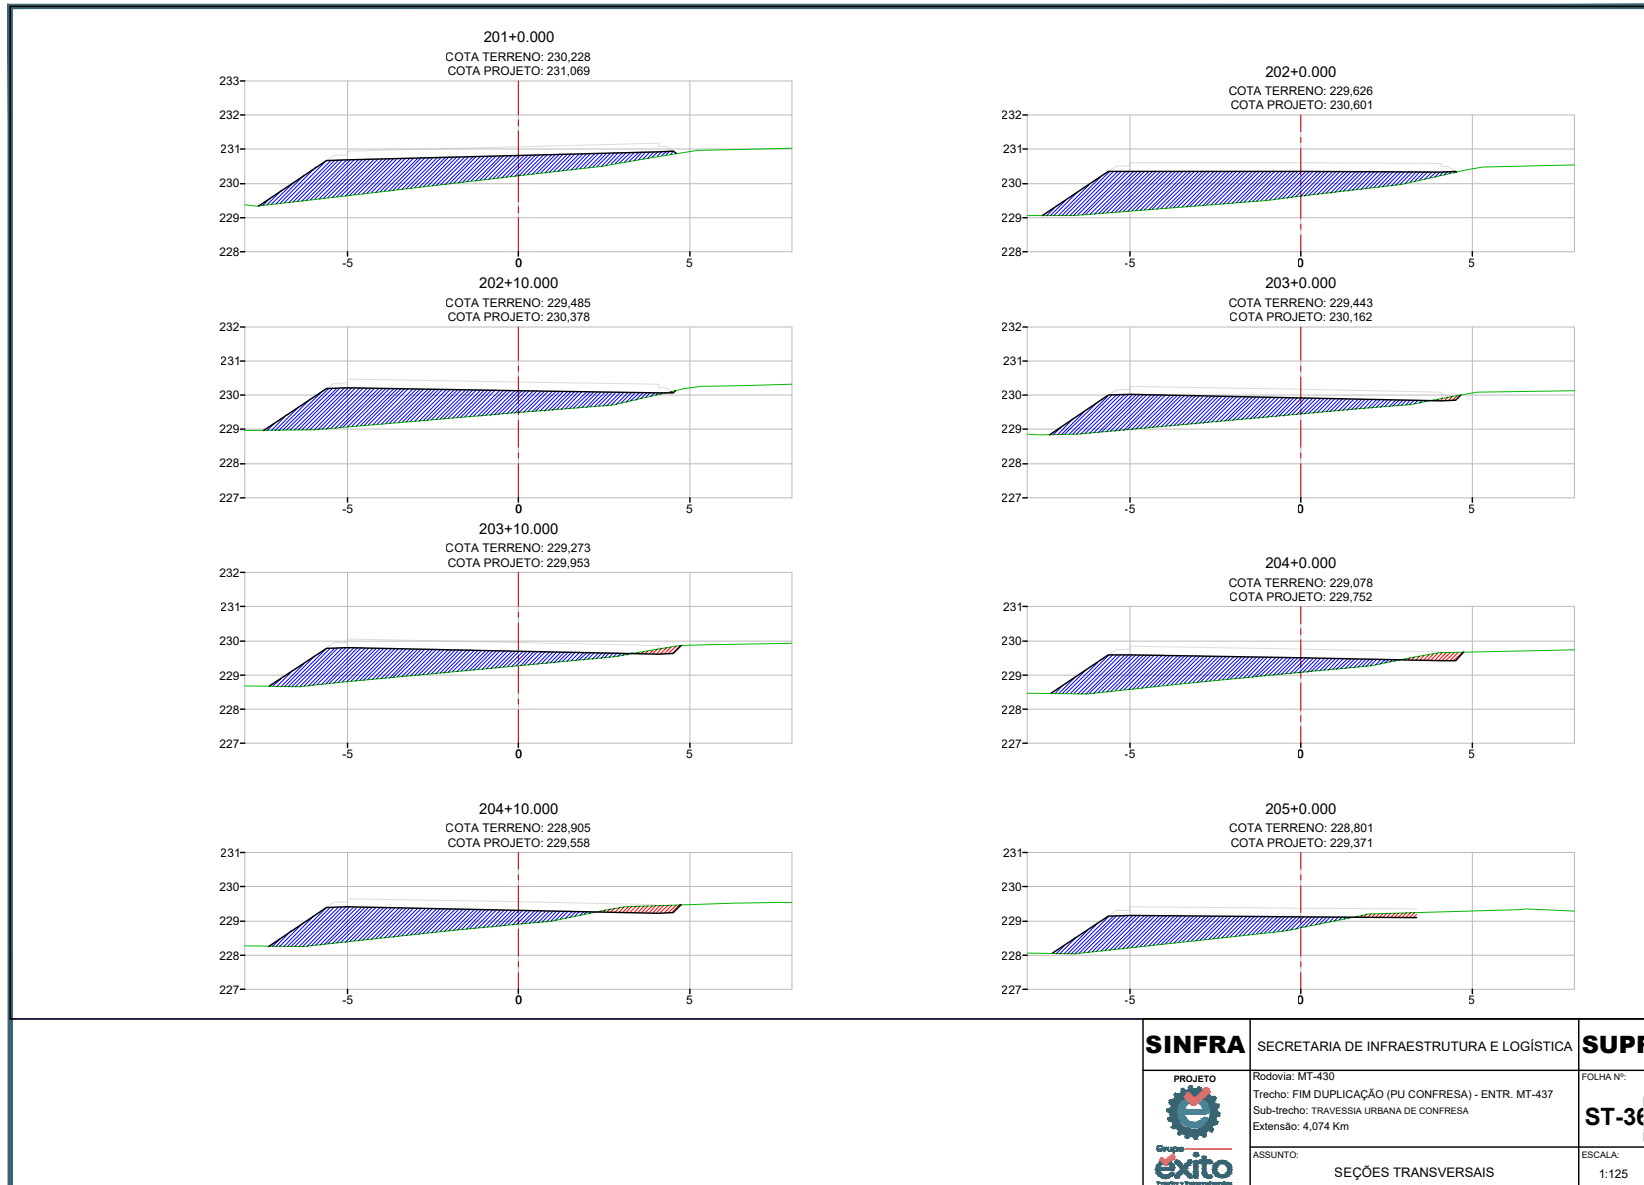 201+0.000
COTA TERRENO: 230,228
COTA PROJETO: 231,069
233
232
231
230
229
228
-5
0
5
202+0.000
COTA TERRENO: 229,626
COTA PROJETO: 230,601
232
231
230
229
228
-5
0
5
202+10.000
COTA TERRENO: 229,485
COTA PROJETO: 230,378
232
231
230
229
228
227
-5
0
5
203+0.000
COTA TERRENO: 229,443
COTA PROJETO: 230,162
232
231
230
229
228
227
-5
0
5
203+10.000
COTA TERRENO: 229,273
COTA PROJETO: 229,953
232
231
230
229
228
227
-5
0
5
204+0.000
COTA TERRENO: 229,078
COTA PROJETO: 229,752
231
230
229
228
227
-5
0
5
204+10.000
COTA TERRENO: 228,905
COTA PROJETO: 229,558
231
230
229
228
227
-5
0
5
205+0.000
COTA TERRENO: 228,801
COTA PROJETO: 229,371
231
230
229
228
227
-5
0
5
SINFRA
SECRETARIA DE INFRAESTRUTURA E LOGÍSTICA
PROJETO
Grupo
êxito
Rodovia: MT-430
Trecho: FIM DUPLICAÇÃO (PU CONFRESA) - ENTR. MT-437
Sub-trecho: TRAVESSIA URBANA DE CONFRESA
Extensão: 4,074 Km
ASSUNTO:
SEÇÕES TRANSVERSAIS
FOLHA Nº:
ST-36
ESCALA:
1:125